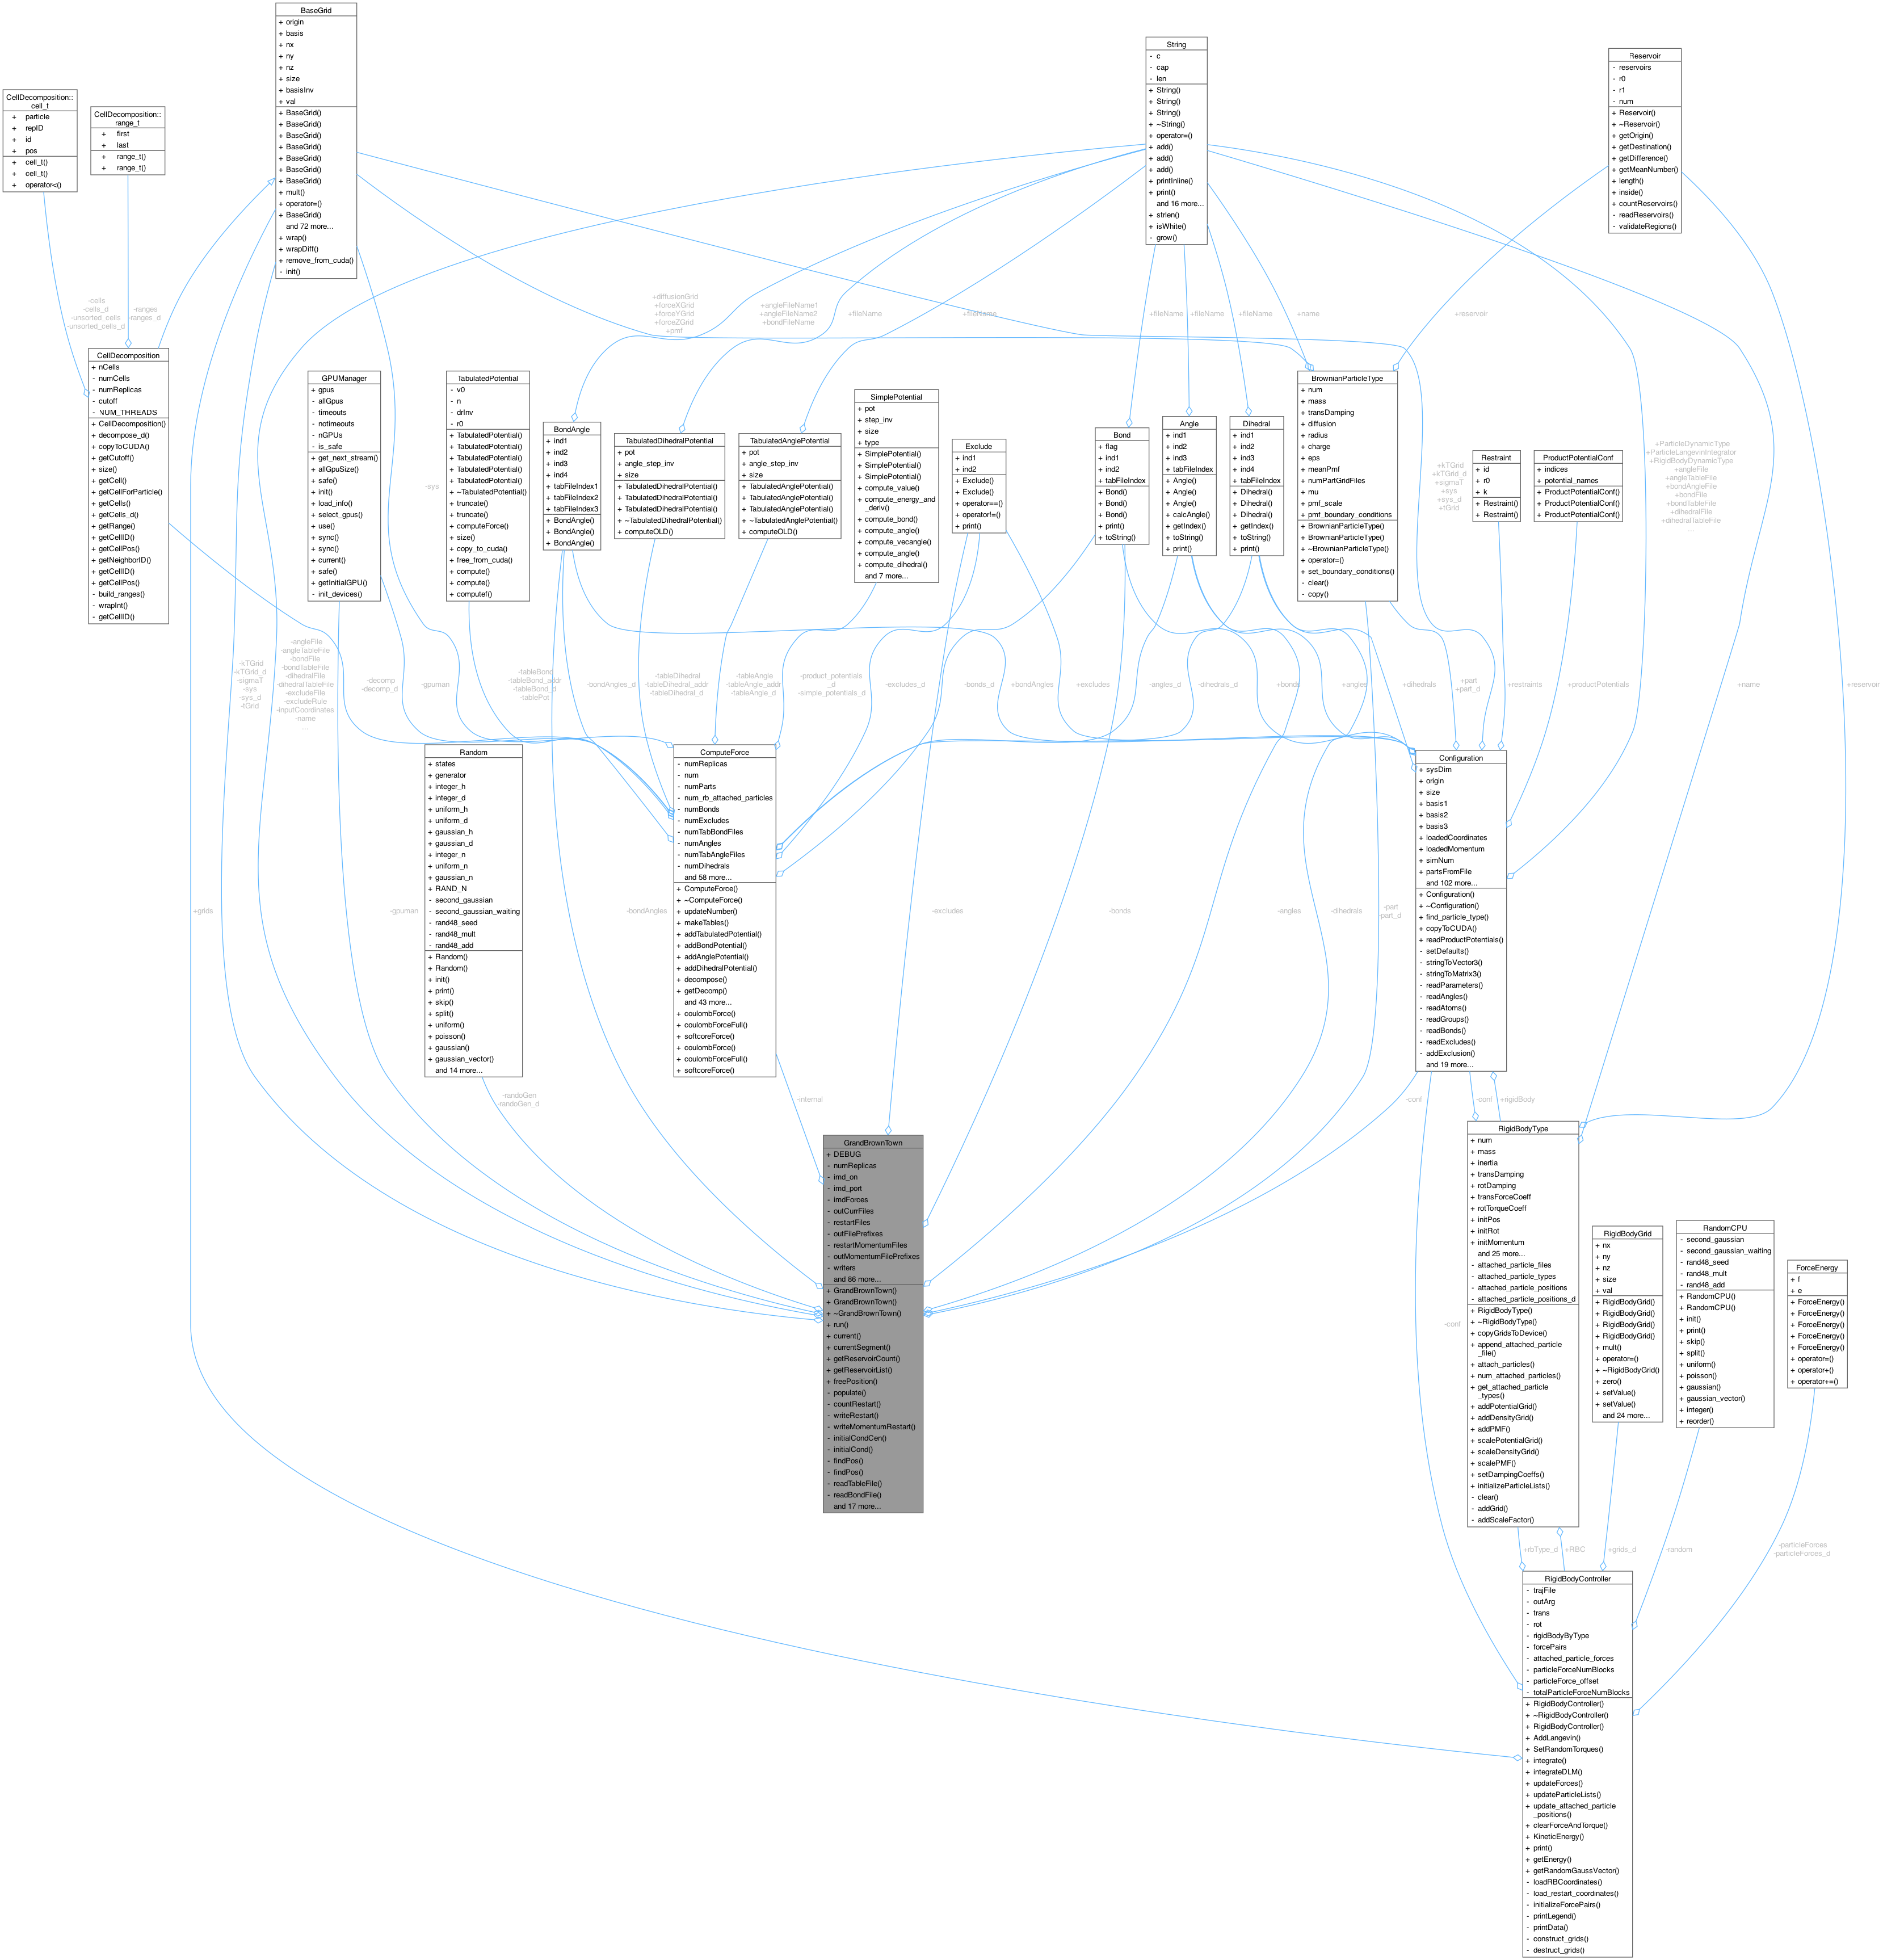 BaseGrid
+ origin
+ basis
+ nx
+ ny
+ nz
+ size
+ basisInv
+ val
+ BaseGrid()
+ BaseGrid()
+ BaseGrid()
+ BaseGrid()
+ BaseGrid()
+ BaseGrid()
+ BaseGrid()
+ mult()
+ operator=()
+ BaseGrid()
and 72 more...
+ wrap()
+ wrapDiff()
+ remove_from_cuda()
- init()
String
- c
- cap
- len
+ String()
+ String()
+ String()
+ ~String()
+ operator=()
+ add()
+ add()
+ add()
+ printInline()
+ print()
and 16 more...
+ strlen()
+ isWhite()
- grow()
Reservoir
- reservoirs
- r0
- r1
- num
+ Reservoir()
+ ~Reservoir()
+ getOrigin()
+ getDestination()
+ getDifference()
+ getMeanNumber()
+ length()
+ inside()
+ countReservoirs()
- readReservoirs()
- validateRegions()
CellDecomposition::
cell_t
+ particle
+ repID
+ id
+ pos
+ cell_t()
+ cell_t()
+ operator<()
CellDecomposition::
range_t
+ first
+ last
+ range_t()
+ range_t()
-cells
-cells_d
-unsorted_cells
-unsorted_cells_d
-ranges
-ranges_d
+diffusionGrid
+forceXGrid
+forceYGrid
+forceZGrid
+pmf
+angleFileName1
+angleFileName2
+bondFileName
+fileName
+fileName
+fileName
+fileName
+fileName
+name
+reservoir
CellDecomposition
+ nCells
- numCells
- numReplicas
- cutoff
- NUM_THREADS
+ CellDecomposition()
+ decompose_d()
+ copyToCUDA()
+ getCutoff()
+ size()
+ getCell()
+ getCellForParticle()
+ getCells()
+ getCells_d()
+ getRange()
+ getCellID()
+ getCellPos()
+ getNeighborID()
+ getCellID()
+ getCellPos()
- build_ranges()
- wrapInt()
- getCellID()
GPUManager
+ gpus
- allGpus
- timeouts
- notimeouts
- nGPUs
- is_safe
+ get_next_stream()
+ allGpuSize()
+ safe()
+ init()
+ load_info()
+ select_gpus()
+ use()
+ sync()
+ sync()
+ current()
+ safe()
+ getInitialGPU()
- init_devices()
-sys
TabulatedPotential
- v0
- n
- drInv
- r0
+ TabulatedPotential()
+ TabulatedPotential()
+ TabulatedPotential()
+ TabulatedPotential()
+ TabulatedPotential()
+ ~TabulatedPotential()
+ truncate()
+ truncate()
+ computeForce()
+ size()
+ copy_to_cuda()
+ free_from_cuda()
+ compute()
+ compute()
+ computef()
BondAngle
+ ind1
+ ind2
+ ind3
+ ind4
+ tabFileIndex1
+ tabFileIndex2
+ tabFileIndex3
+ BondAngle()
+ BondAngle()
+ BondAngle()
TabulatedDihedralPotential
+ pot
+ angle_step_inv
+ size
+ TabulatedDihedralPotential()
+ TabulatedDihedralPotential()
+ TabulatedDihedralPotential()
+ ~TabulatedDihedralPotential()
+ computeOLD()
TabulatedAnglePotential
+ pot
+ angle_step_inv
+ size
+ TabulatedAnglePotential()
+ TabulatedAnglePotential()
+ TabulatedAnglePotential()
+ ~TabulatedAnglePotential()
+ computeOLD()
SimplePotential
+ pot
+ step_inv
+ size
+ type
+ SimplePotential()
+ SimplePotential()
+ SimplePotential()
+ compute_value()
+ compute_energy_and
_deriv()
+ compute_bond()
+ compute_angle()
+ compute_vecangle()
+ compute_angle()
+ compute_dihedral()
and 7 more...
Exclude
+ ind1
+ ind2
+ Exclude()
+ Exclude()
+ operator==()
+ operator!=()
+ print()
Bond
+ flag
+ ind1
+ ind2
+ tabFileIndex
+ Bond()
+ Bond()
+ Bond()
+ print()
+ toString()
Angle
+ ind1
+ ind2
+ ind3
+ tabFileIndex
+ Angle()
+ Angle()
+ Angle()
+ calcAngle()
+ getIndex()
+ toString()
+ print()
Dihedral
+ ind1
+ ind2
+ ind3
+ ind4
+ tabFileIndex
+ Dihedral()
+ Dihedral()
+ Dihedral()
+ getIndex()
+ toString()
+ print()
BrownianParticleType
+ num
+ mass
+ transDamping
+ diffusion
+ radius
+ charge
+ eps
+ meanPmf
+ numPartGridFiles
+ mu
+ pmf_scale
+ pmf_boundary_conditions
+ BrownianParticleType()
+ BrownianParticleType()
+ ~BrownianParticleType()
+ operator=()
+ set_boundary_conditions()
- clear()
- copy()
+kTGrid
+kTGrid_d
+sigmaT
+sys
+sys_d
+tGrid
Restraint
+ id
+ r0
+ k
+ Restraint()
+ Restraint()
ProductPotentialConf
+ indices
+ potential_names
+ ProductPotentialConf()
+ ProductPotentialConf()
+ ProductPotentialConf()
+ParticleDynamicType
+ParticleLangevinIntegrator
+RigidBodyDynamicType
+angleFile
+angleTableFile
+bondAngleFile
+bondFile
+bondTableFile
+dihedralFile
+dihedralTableFile
...
-kTGrid
-kTGrid_d
-sigmaT
-sys
-sys_d
-tGrid
-angleFile
-angleTableFile
-bondFile
-bondTableFile
-dihedralFile
-dihedralTableFile
-excludeFile
-excludeRule
-inputCoordinates
-name
...
-decomp
-decomp_d
-gpuman
-tableBond
-tableBond_addr
-tableBond_d
-tablePot
-bondAngles_d
-tableDihedral
-tableDihedral_addr
-tableDihedral_d
-tableAngle
-tableAngle_addr
-tableAngle_d
-product_potentials
_d
-simple_potentials_d
-excludes_d
-bonds_d
+bondAngles
+excludes
-angles_d
-dihedrals_d
+bonds
+angles
+dihedrals
+part
+part_d
+restraints
+productPotentials
+name
+reservoir
Random
+ states
+ generator
+ integer_h
+ integer_d
+ uniform_h
+ uniform_d
+ gaussian_h
+ gaussian_d
+ integer_n
+ uniform_n
+ gaussian_n
+ RAND_N
- second_gaussian
- second_gaussian_waiting
- rand48_seed
- rand48_mult
- rand48_add
+ Random()
+ Random()
+ init()
+ print()
+ skip()
+ split()
+ uniform()
+ poisson()
+ gaussian()
+ gaussian_vector()
and 14 more...
ComputeForce
- numReplicas
- num
- numParts
- num_rb_attached_particles
- numBonds
- numExcludes
- numTabBondFiles
- numAngles
- numTabAngleFiles
- numDihedrals
and 58 more...
+ ComputeForce()
+ ~ComputeForce()
+ updateNumber()
+ makeTables()
+ addTabulatedPotential()
+ addBondPotential()
+ addAnglePotential()
+ addDihedralPotential()
+ decompose()
+ getDecomp()
and 43 more...
+ coulombForce()
+ coulombForceFull()
+ softcoreForce()
+ coulombForce()
+ coulombForceFull()
+ softcoreForce()
Configuration
+ sysDim
+ origin
+ size
+ basis1
+ basis2
+ basis3
+ loadedCoordinates
+ loadedMomentum
+ simNum
+ partsFromFile
and 102 more...
+ Configuration()
+ ~Configuration()
+ find_particle_type()
+ copyToCUDA()
+ readProductPotentials()
- setDefaults()
- stringToVector3()
- stringToMatrix3()
- readParameters()
- readAngles()
- readAtoms()
- readGroups()
- readBonds()
- readExcludes()
- addExclusion()
and 19 more...
+grids
-gpuman
-bondAngles
-excludes
-bonds
-angles
-dihedrals
-part
-part_d
-randoGen
-randoGen_d
-internal
-conf
-conf
+rigidBody
GrandBrownTown
+ DEBUG
- numReplicas
- imd_on
- imd_port
- imdForces
- outCurrFiles
- restartFiles
- outFilePrefixes
- restartMomentumFiles
- outMomentumFilePrefixes
- writers
and 86 more...
+ GrandBrownTown()
+ GrandBrownTown()
+ ~GrandBrownTown()
+ run()
+ current()
+ currentSegment()
+ getReservoirCount()
+ getReservoirList()
+ freePosition()
- populate()
- countRestart()
- writeRestart()
- writeMomentumRestart()
- initialCondCen()
- initialCond()
- findPos()
- findPos()
- readTableFile()
- readBondFile()
and 17 more...
-conf
RigidBodyType
+ num
+ mass
+ inertia
+ transDamping
+ rotDamping
+ transForceCoeff
+ rotTorqueCoeff
+ initPos
+ initRot
+ initMomentum
and 25 more...
- attached_particle_files
- attached_particle_types
- attached_particle_positions
- attached_particle_positions_d
+ RigidBodyType()
+ ~RigidBodyType()
+ copyGridsToDevice()
+ append_attached_particle
_file()
+ attach_particles()
+ num_attached_particles()
+ get_attached_particle
_types()
+ addPotentialGrid()
+ addDensityGrid()
+ addPMF()
+ scalePotentialGrid()
+ scaleDensityGrid()
+ scalePMF()
+ setDampingCoeffs()
+ initializeParticleLists()
- clear()
- addGrid()
- addScaleFactor()
RigidBodyGrid
+ nx
+ ny
+ nz
+ size
+ val
+ RigidBodyGrid()
+ RigidBodyGrid()
+ RigidBodyGrid()
+ RigidBodyGrid()
+ mult()
+ operator=()
+ ~RigidBodyGrid()
+ zero()
+ setValue()
+ setValue()
and 24 more...
RandomCPU
- second_gaussian
- second_gaussian_waiting
- rand48_seed
- rand48_mult
- rand48_add
+ RandomCPU()
+ RandomCPU()
+ init()
+ print()
+ skip()
+ split()
+ uniform()
+ poisson()
+ gaussian()
+ gaussian_vector()
+ integer()
+ reorder()
ForceEnergy
+ f
+ e
+ ForceEnergy()
+ ForceEnergy()
+ ForceEnergy()
+ ForceEnergy()
+ ForceEnergy()
+ operator=()
+ operator+()
+ operator+=()
+rbType_d
+RBC
+grids_d
-random
-particleForces
-particleForces_d
RigidBodyController
- trajFile
- outArg
- trans
- rot
- rigidBodyByType
- forcePairs
- attached_particle_forces
- particleForceNumBlocks
- particleForce_offset
- totalParticleForceNumBlocks
+ RigidBodyController()
+ ~RigidBodyController()
+ RigidBodyController()
+ AddLangevin()
+ SetRandomTorques()
+ integrate()
+ integrateDLM()
+ updateForces()
+ updateParticleLists()
+ update_attached_particle
_positions()
+ clearForceAndTorque()
+ KineticEnergy()
+ print()
+ getEnergy()
+ getRandomGaussVector()
- loadRBCoordinates()
- load_restart_coordinates()
- initializeForcePairs()
- printLegend()
- printData()
- construct_grids()
- destruct_grids()